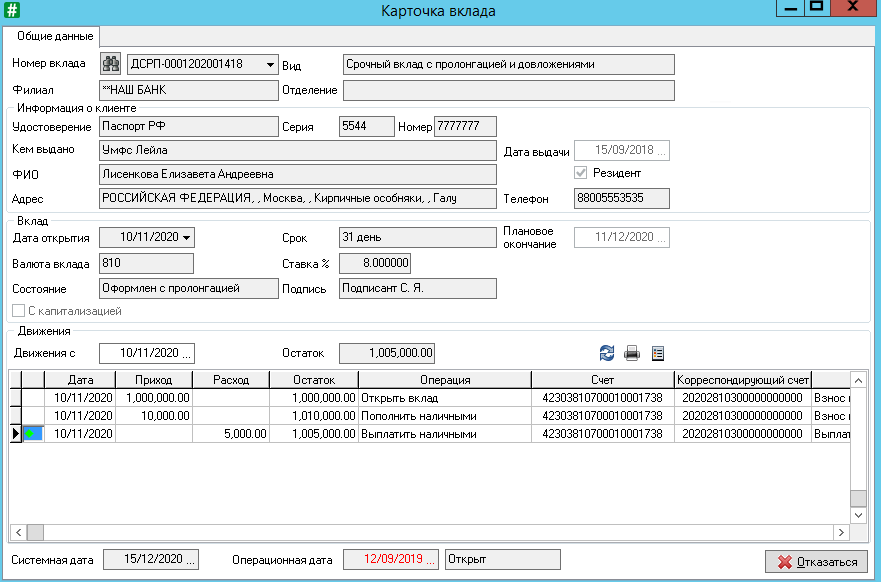 Карточка вклада
Общие данные
Номер вклада ДСРП-0001202001418 Вид Срочный вклад с пролонгацией и довложениями
Филиал **НАШ БАНК Отделение
Информация о клиенте
Удостоверение Паспорт РФ Серия 5544 Номер 7777777
Кем выдано Умфс Лейла Дата выдачи 15/09/2018 ...
ФИО Лисенкова Елизавета Андреевна Резидент
Адрес РОССИЙСКАЯ ФЕДЕРАЦИЯ, , Москва, , Кирпичные особняки, , Галу Телефон 88005553535
Вклад
Дата открытия 10/11/2020 Срок 31 день Плановое окончание 11/12/2020 ...
Валюта вклада 810 Ставка % 8.000000
Состояние Оформлен с пролонгацией Подпись Подписант С. Я.
С капитализацией
Движения
Движения с 10/11/2020 ... Остаток 1,005,000.00
Дата Приход Расход Остаток Операция Счет Корреспондирующий счет
10/11/2020 1,000,000.00 1,000,000.00 Открыть вклад 42303810700010001738 20202810300000000000 Взнос
10/11/2020 10,000.00 1,010,000.00 Пополнить наличными 42303810700010001738 20202810300000000000 Взнос
10/11/2020 5,000.00 1,005,000.00 Выплатить наличными 42303810700010001738 20202810300000000000 Выплат
Системная дата 15/12/2020 ... Операционная дата 12/09/2019 ... Открыт Отказаться